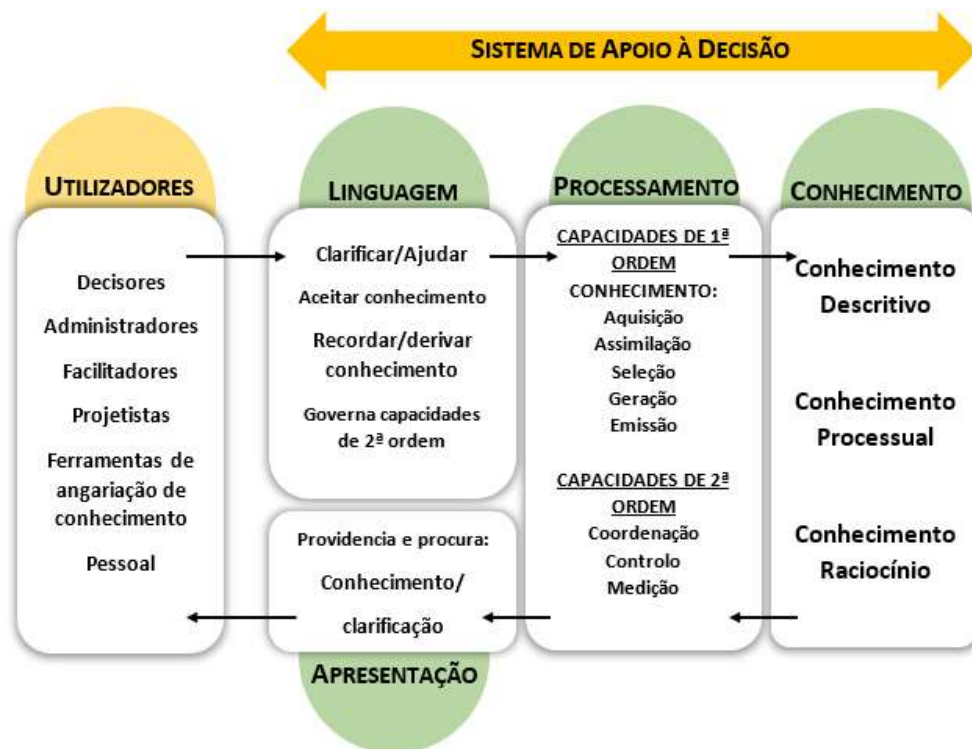 SISTEMA DE APOIO À DECISÃO
UTILIZADORES
Decisores
Administradores
Facilitadores
Projetistas
Ferramentas de
angariação de
conhecimento
Pessoal
LINGUAGEM
Clarificar/Ajudar
Aceitar conhecimento
Recordar/derivar
conhecimento
Governa capacidades
de 2ª ordem
Providencia e procura:
Conhecimento/
clarificação
APRESENTAÇÃO
PROCESSAMENTO
CAPACIDADES DE 1ª
ORDEM
CONHECIMENTO:
Aquisição
Assimilação
Seleção
Geração
Emissão
CAPACIDADES DE 2ª
ORDEM
Coordenação
Controlo
Medição
CONHECIMENTO
Conhecimento
Descritivo
Conhecimento
Processual
Conhecimento
Raciocínio